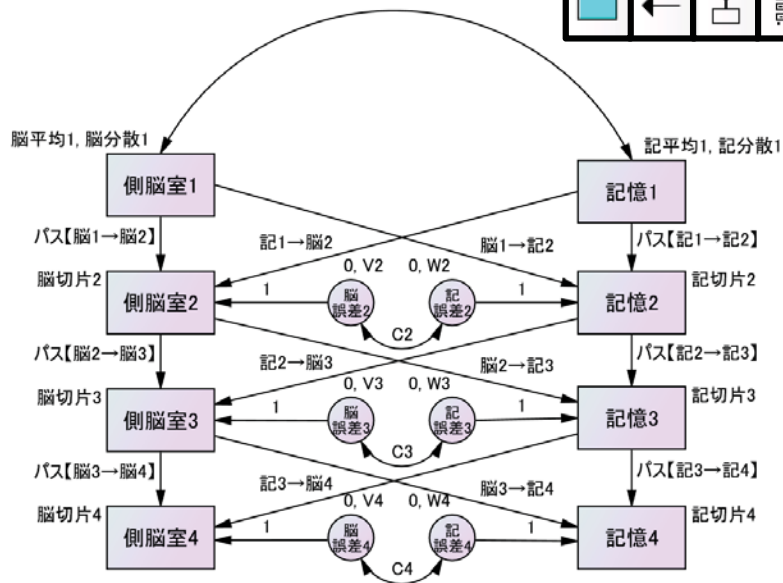 脳平均1, 脳分散1
記平均1, 記分散1
側脳室1
記憶1
パス【脳1→脳2】
記1→脳2
脳1→記2
パス【記1→記2】
0, V2
0, W2
脳切片2
記切片2
側脳室2
1
脳
誤差2
記
誤差2
1
記憶2
C2
パス【脳2→脳3】
記2→脳3
脳2→記3
パス【記2→記3】
0, V3
0, W3
脳切片3
記切片3
側脳室3
1
脳
誤差3
記
誤差3
1
記憶3
C3
パス【脳3→脳4】
記3→脳4
脳3→記4
パス【記3→記4】
0, V4
0, W4
脳切片4
記切片4
側脳室4
1
脳
誤差4
記
誤差4
1
記憶4
C4